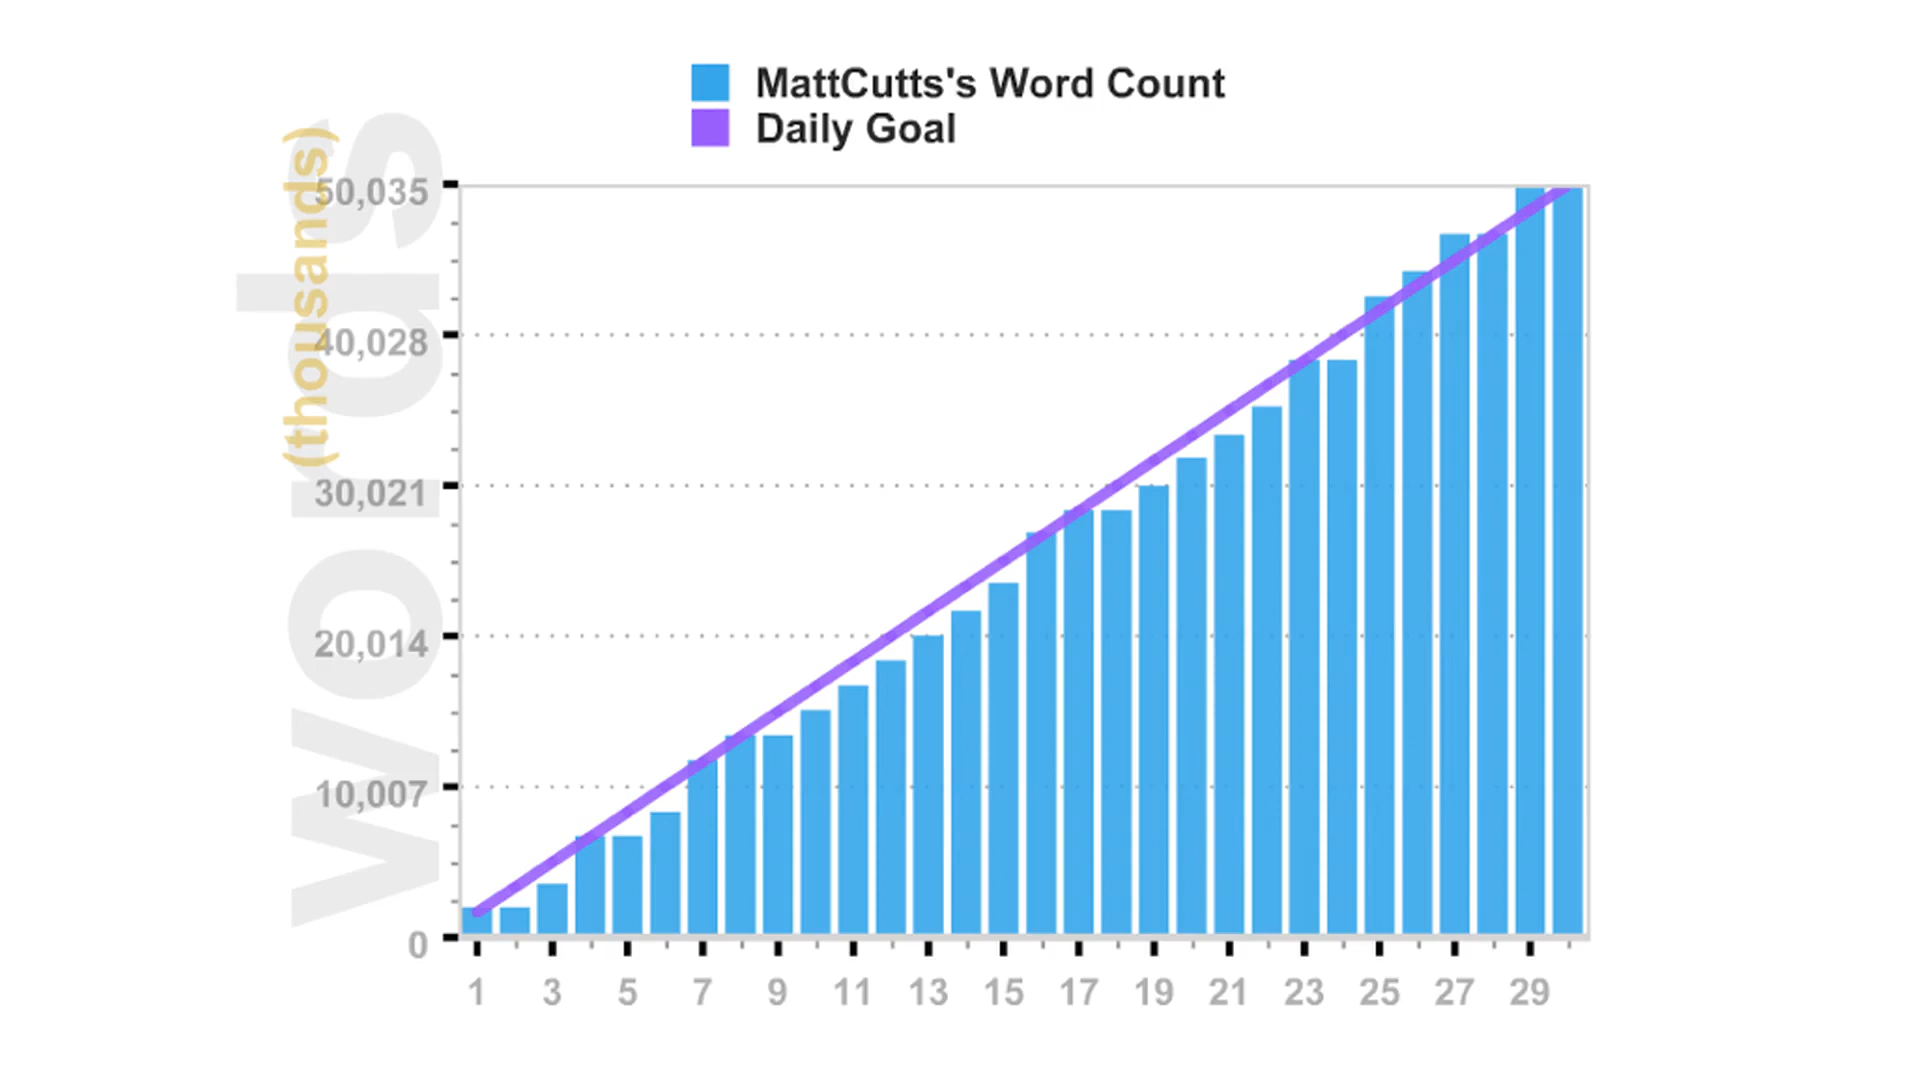 MattCutts's Word Count
Daily Goal
words
(thousands)
50,035
40,028
30,021
20,014
10,007
0
1 3 5 7 9 11 13 15 17 19 21 23 25 27 29